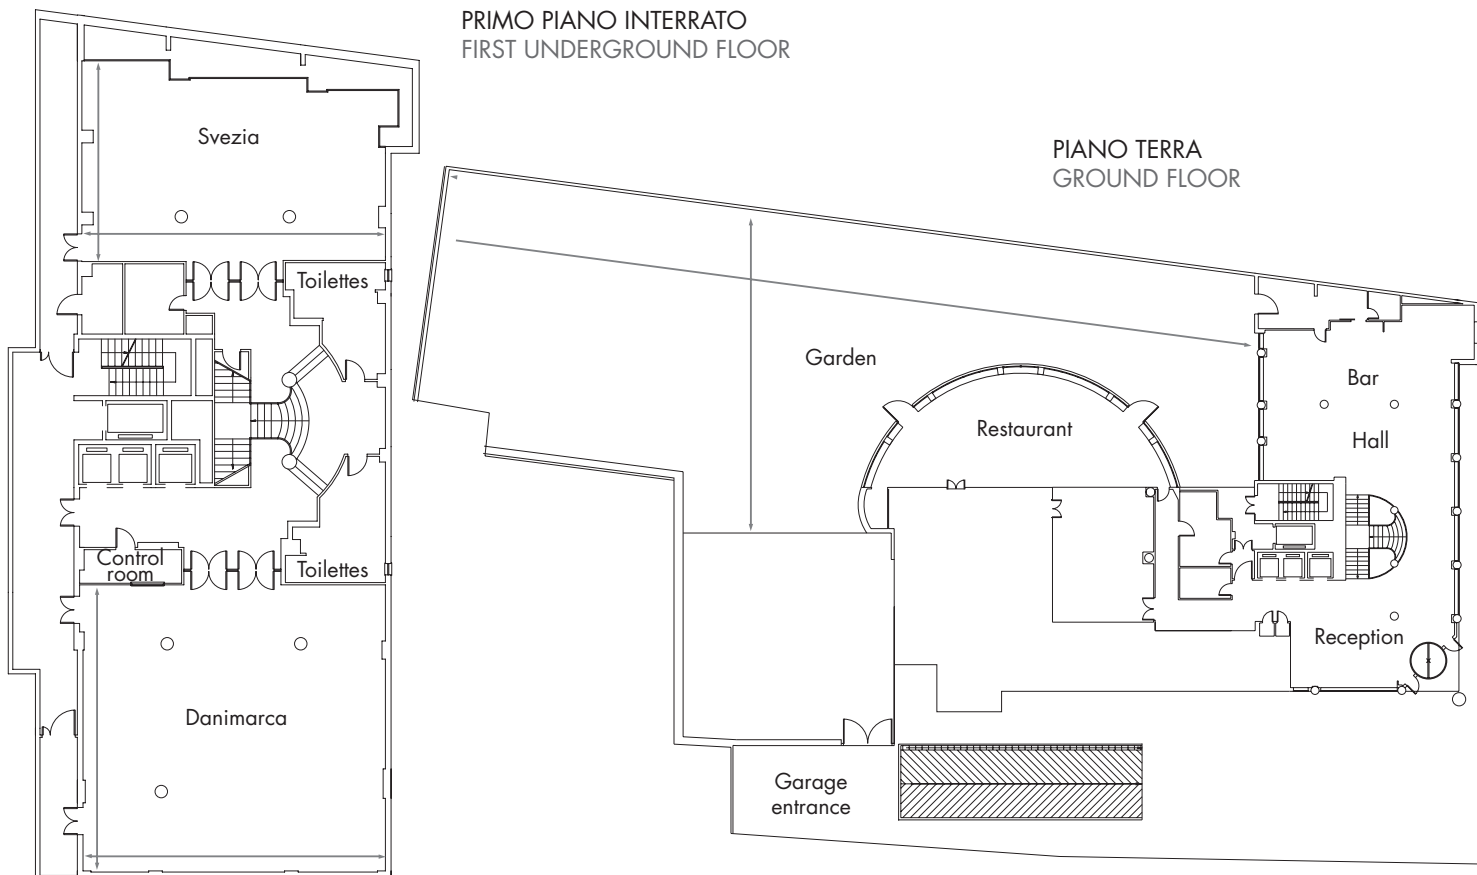 PRIMO PIANO INTERRATO
FIRST UNDERGROUND FLOOR
Svezia
Toilettes
Control
room
Toilettes
Danimarca
PIANO TERRA
GROUND FLOOR
Garden
Restaurant
Bar
Hall
Reception
Garage
entrance